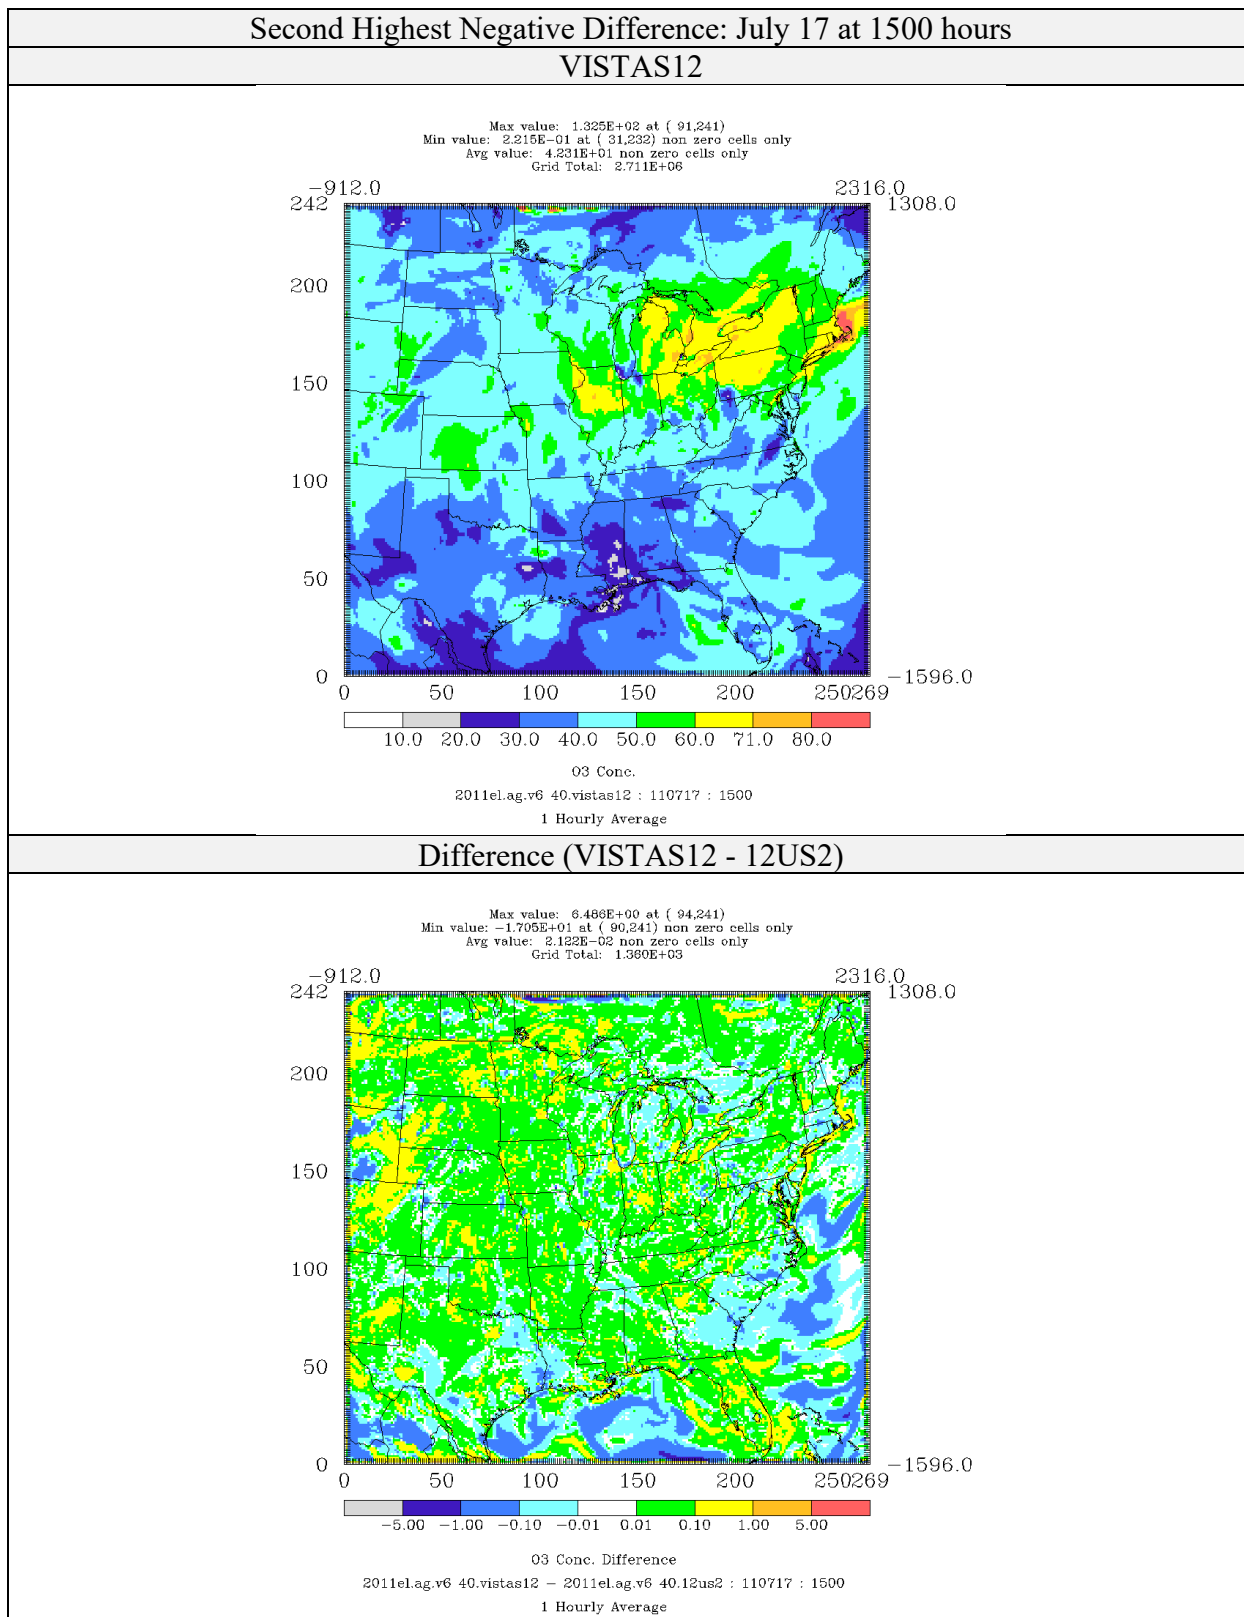 Second Highest Negative Difference: July 17 at 1500 hours
VISTAS12
Max value: 1.325E+02 at ( 91,241)
Min value: 2.215E-01 at ( 31,232) non zero cells only
Avg value: 4.231E+01 non zero cells only
Grid Total: 2.711E+06
-912.0 2316.0
242 1308.0
200
150
100
50
0 -1596.0
0 50 100 150 200 250269
10.0 20.0 30.0 40.0 50.0 60.0 71.0 80.0
O3 Conc.
2011el.ag.v6 40.vistas12 : 110717 : 1500
1 Hourly Average
Difference (VISTAS12 - 12US2)
Max value: 6.486E+00 at ( 94,241)
Min value: -1.705E+01 at ( 90,241) non zero cells only
Avg value: 2.122E-02 non zero cells only
Grid Total: 1.360E+03
-912.0 2316.0
242 1308.0
200
150
100
50
0 -1596.0
0 50 100 150 200 250269
-5.00 -1.00 -0.10 -0.01 0.01 0.10 1.00 5.00
O3 Conc. Difference
2011el.ag.v6 40.vistas12 - 2011el.ag.v6 40.12us2 : 110717 : 1500
1 Hourly Average